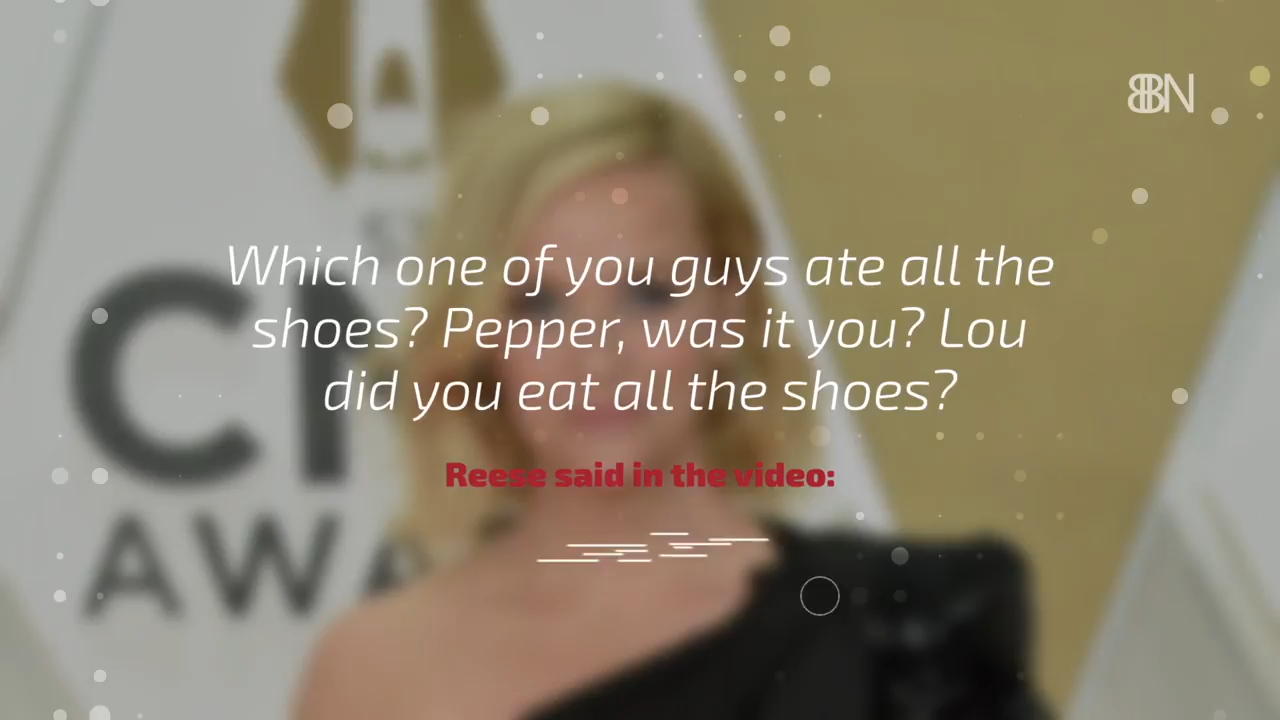 BBN
Which one of you guys ate all the
shoes? Pepper, was it you? Lou
did you eat all the shoes?
Reese said in the video: